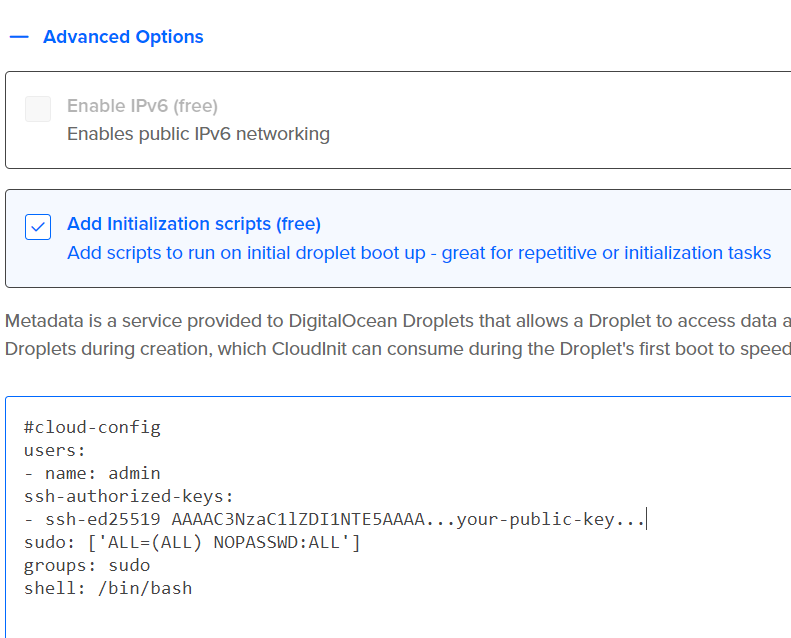 — Advanced Options
Enable IPv6 (free)
Enables public IPv6 networking
Add Initialization scripts (free)
Add scripts to run on initial droplet boot up - great for repetitive or initialization tasks
Metadata is a service provided to DigitalOcean Droplets that allows a Droplet to access data a
Droplets during creation, which CloudInit can consume during the Droplet's first boot to speed
#cloud-config
users:
- name: admin
ssh-authorized-keys:
- ssh-ed25519 AAAAC3NzaC1lZDI1NTE5AAAA...your-public-key...
sudo: ['ALL=(ALL) NOPASSWD:ALL']
groups: sudo
shell: /bin/bash